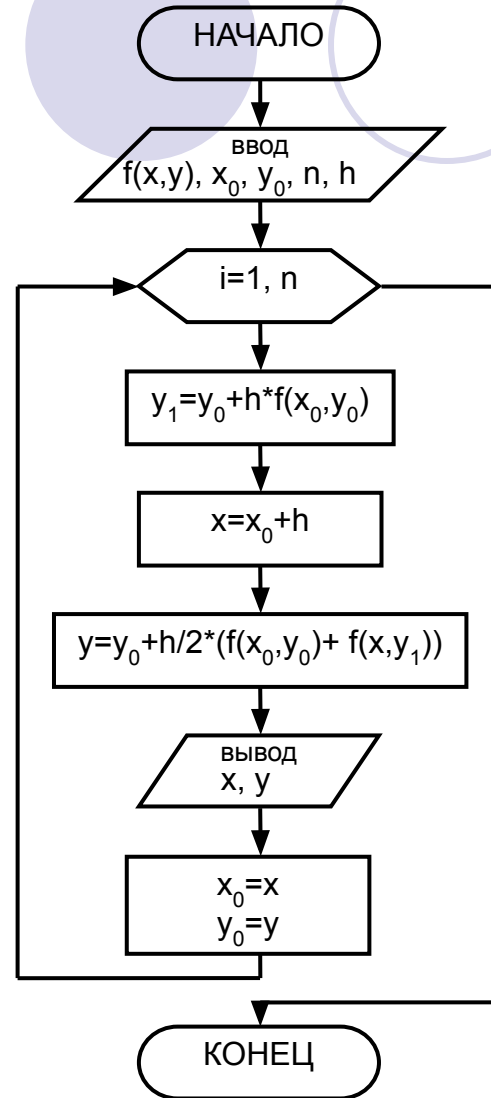 НАЧАЛО
ввод
f(x,y), x₀, y₀, n, h
i=1, n
y₁=y₀+h*f(x₀,y₀)
x=x₀+h
y=y₀+h/2*(f(x₀,y₀)+ f(x,y₁))
вывод
x, y
x₀=x
y₀=y
КОНЕЦ